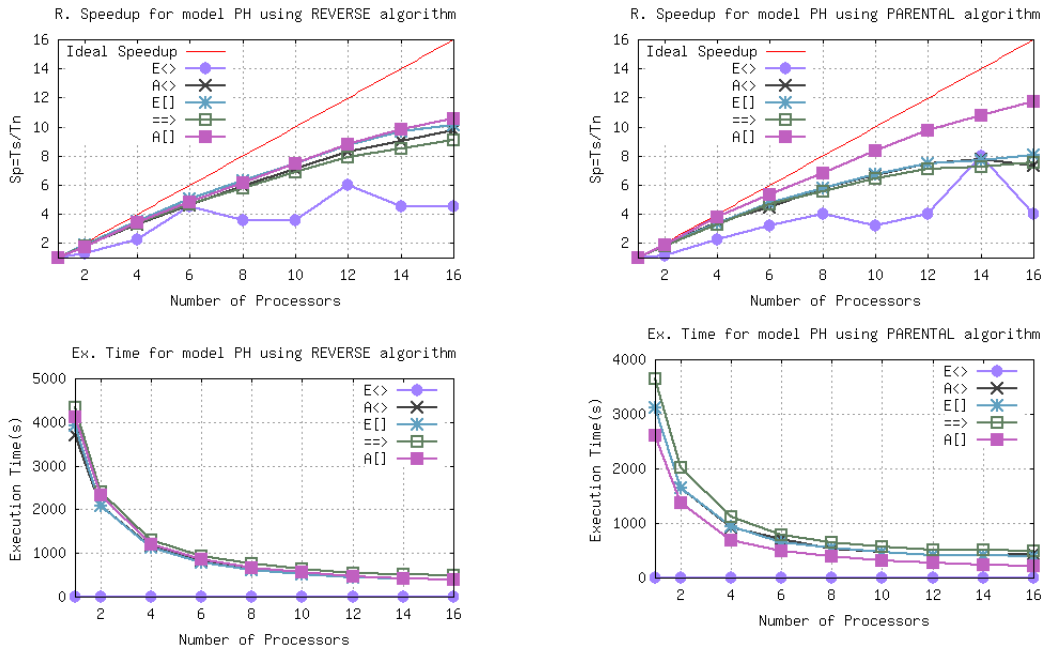 R. Speedup for model PH using REVERSE algorithm
16
14
12
10
8
6
4
2
Sp=Ts/Tn
Ideal Speedup
E<>
A<>
E[]
==>
A[]
2 4 6 8 10 12 14 16
Number of Processors
R. Speedup for model PH using PARENTAL algorithm
16
14
12
10
8
6
4
2
Sp=Ts/Tn
Ideal Speedup
E<>
A<>
E[]
==>
A[]
2 4 6 8 10 12 14 16
Number of Processors
Ex. Time for model PH using REVERSE algorithm
5000
4000
3000
2000
1000
0
Execution Time(s)
E<>
A<>
E[]
==>
A[]
2 4 6 8 10 12 14 16
Number of Processors
Ex. Time for model PH using PARENTAL algorithm
4000
3000
2000
1000
0
Execution Time(s)
E<>
A<>
E[]
==>
A[]
2 4 6 8 10 12 14 16
Number of Processors